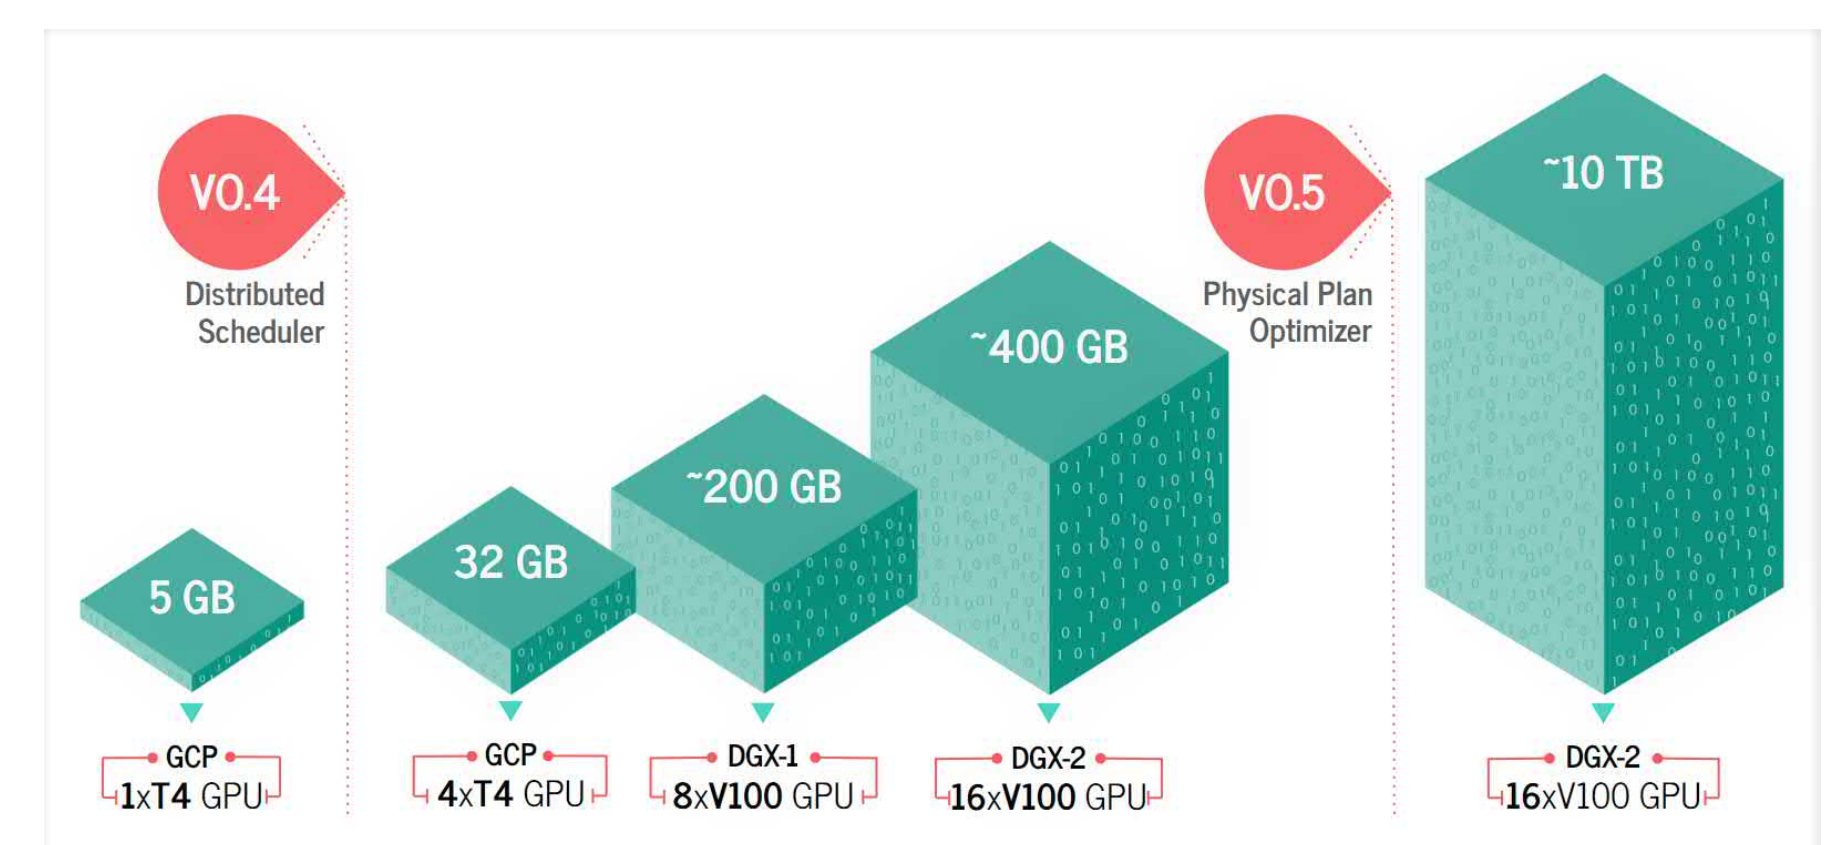 V0.4
Distributed
Scheduler
V0.5
Physical Plan
Optimizer
5 GB
32 GB
~200 GB
~400 GB
~10 TB
GCP
1xT4 GPU
GCP
4xT4 GPU
DGX-1
8xV100 GPU
DGX-2
16xV100 GPU
DGX-2
16xV100 GPU